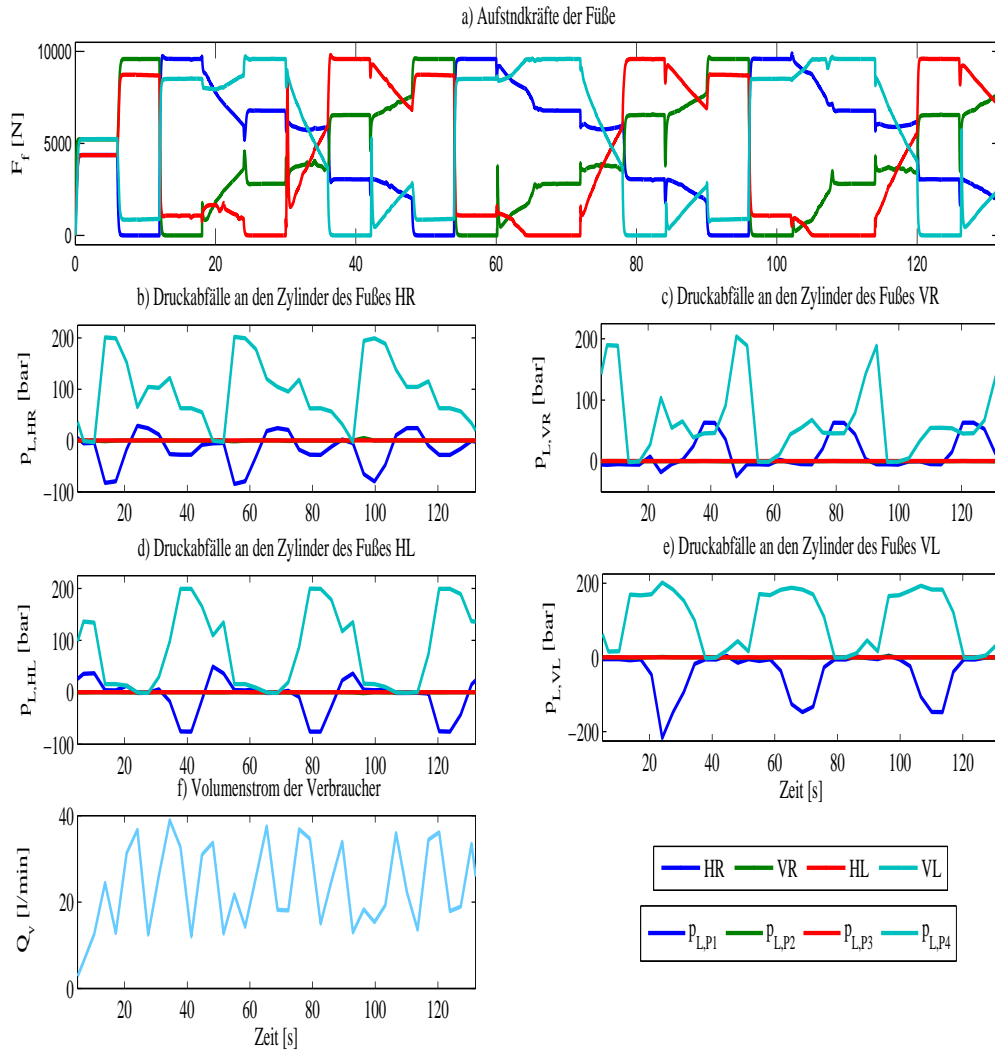 a) Aufstndkräfte der Füße
F_f [N]
10000
5000
0
0 20 40 60 80 100 120
b) Druckabfälle an den Zylinder des Fußes HR
c) Druckabfälle an den Zylinder des Fußes VR
p_L,HR [bar]
200
100
0
−100
20 40 60 80 100 120
p_L,VR [bar]
200
100
0
20 40 60 80 100 120
d) Druckabfälle an den Zylinder des Fußes HL
e) Druckabfälle an den Zylinder des Fußes VL
p_L,HL [bar]
200
100
0
−100
20 40 60 80 100 120
p_L,VL [bar]
200
0
−200
20 40 60 80 100 120
Zeit [s]
f) Volumenstrom der Verbraucher
Q_v [l/min]
40
20
0
20 40 60 80 100 120
Zeit [s]
HR VR HL VL
p_L,P1 p_L,P2 p_L,P3 p_L,P4